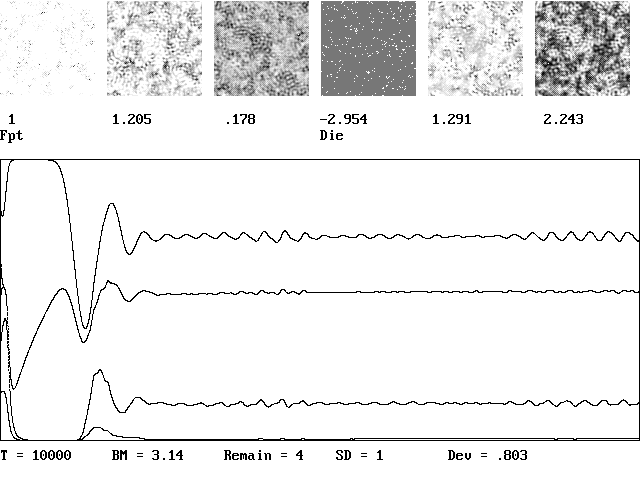 1 1.205 .178 -2.954 1.291 2.243
Fpt Die
T = 10000 BM = 3.14 Remain = 4 SD = 1 Dev = .803